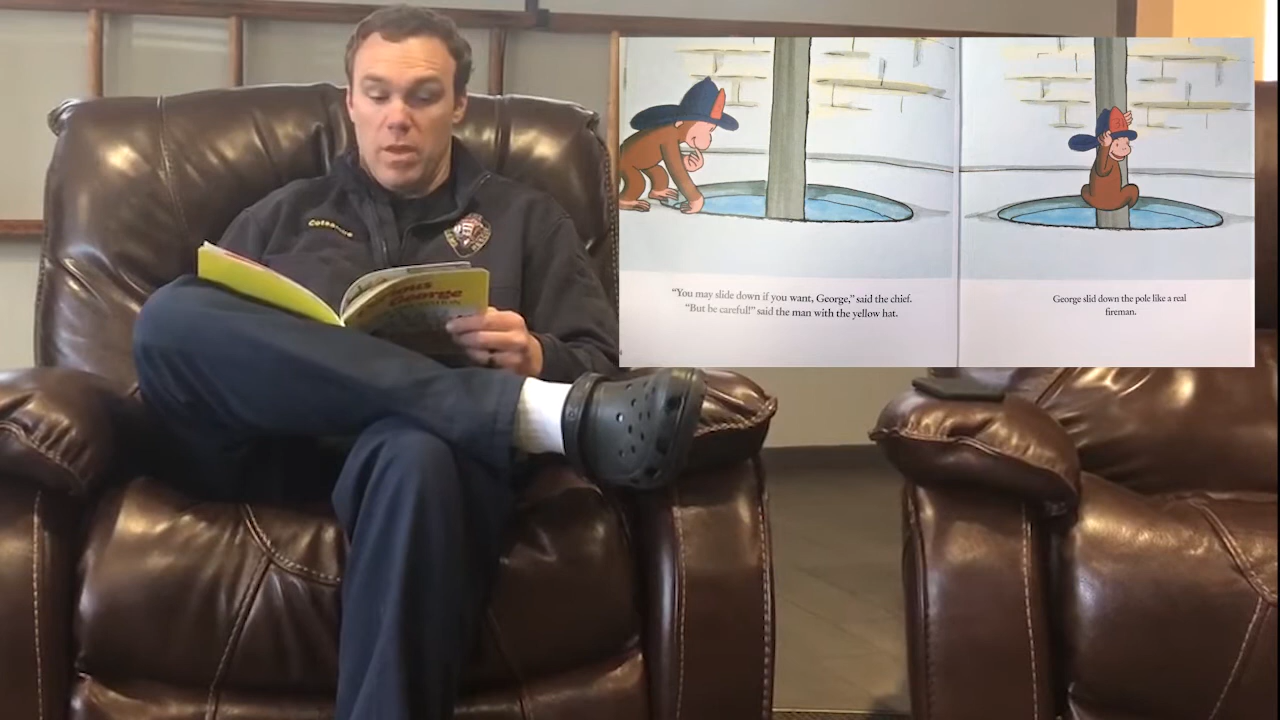 "You may slide down if you want, George," said the chief.
"But be careful!" said the man with the yellow hat.
George slid down the pole like a real
fireman.
George